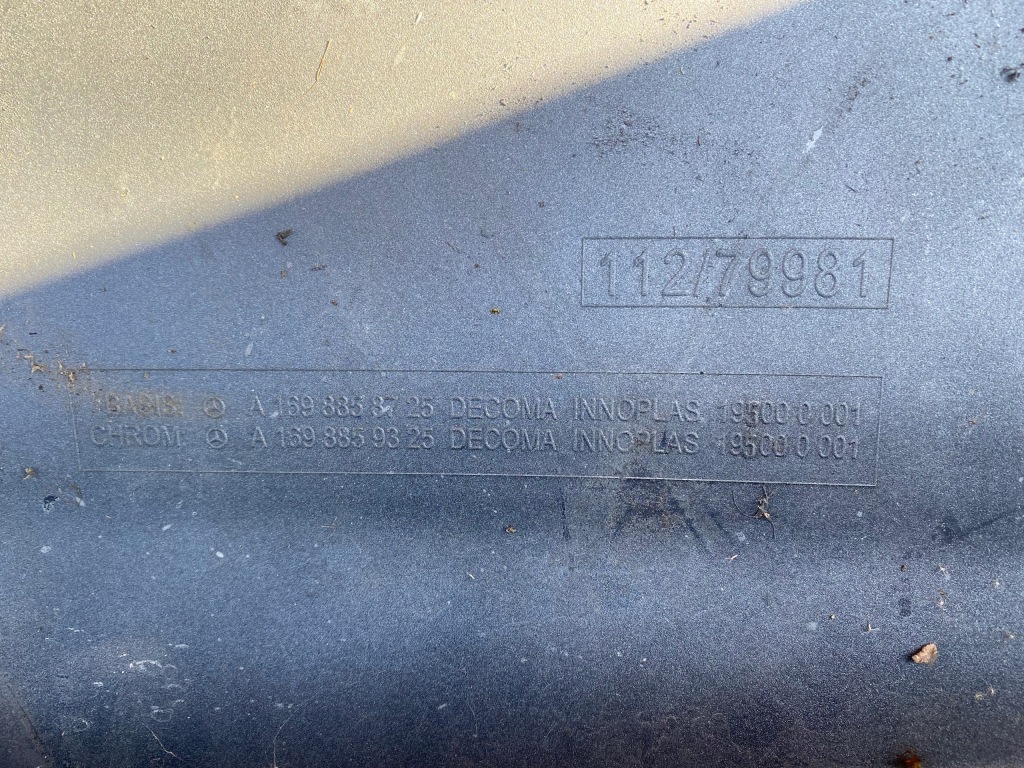 112/79981
BASIS: A 169 885 87 25 DECOMA INNOPLAS 19500 0 001
CHROM: A 169 885 93 25 DECOMA INNOPLAS 19500 0 001